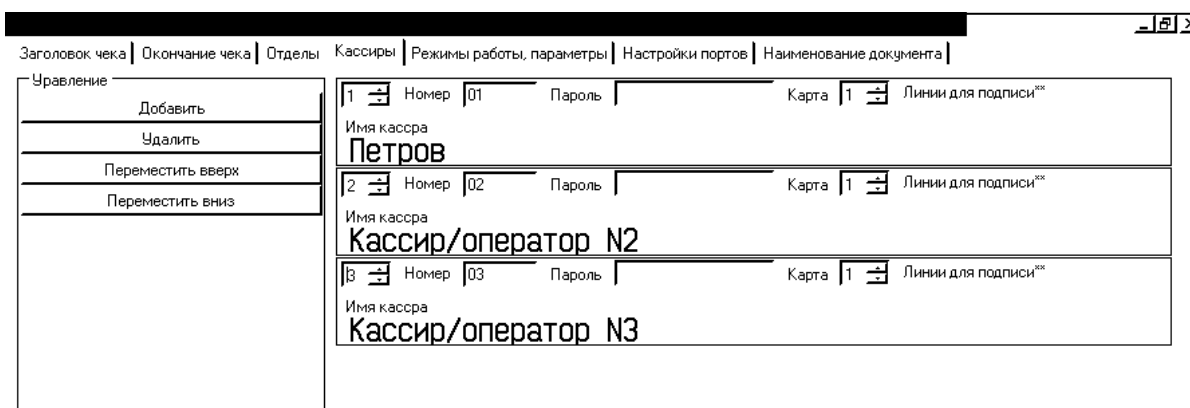 Заголовок чека Окончание чека Отделы Кассиры Режимы работы, параметры Настройки портов Наименование документа
Уравление
Добавить
Удалить
Переместить вверх
Переместить вниз
1 Номер 01 Пароль Карта 1 Линии для подписи**
Имя кассра
Петров
2 Номер 02 Пароль Карта 1 Линии для подписи**
Имя кассра
Кассир/оператор N2
3 Номер 03 Пароль Карта 1 Линии для подписи**
Имя кассра
Кассир/оператор N3